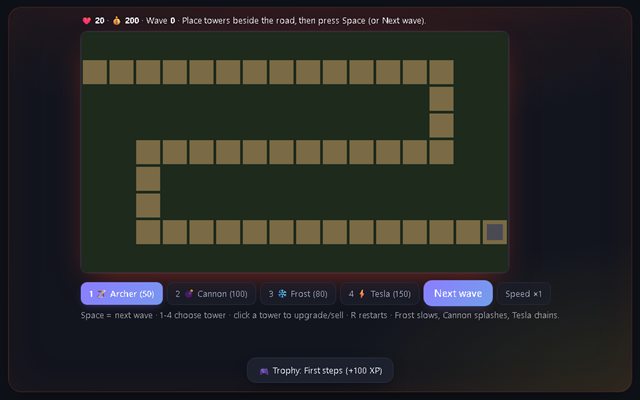 ❤️ 20 · 💰 200 · Wave 0 · Place towers beside the road, then press Space (or Next wave).
1 🏹 Archer (50) 2 💣 Cannon (100) 3 ❄️ Frost (80) 4 ⚡ Tesla (150) Next wave Speed ×1
Space = next wave · 1-4 choose tower · click a tower to upgrade/sell · R restarts · Frost slows, Cannon splashes, Tesla chains.
🎮 Trophy: First steps (+100 XP)